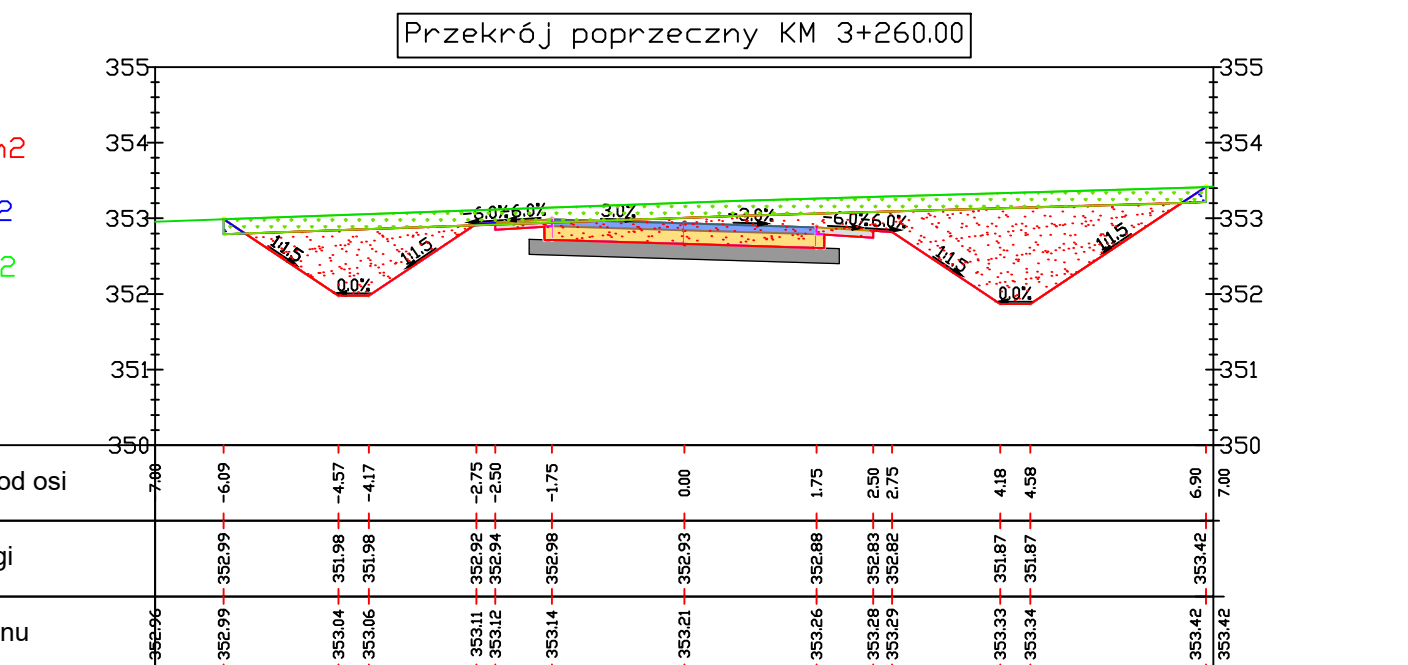 Przekrój poprzeczny KM 3+260.00
355 355
354 354
353 353
352 352
351 351
350 350
m2
2
2
1:1.5 0.0% 1:1.5 -6.0% 6.0% 3.0% -3.0% -6.0% 6.0% 1:1.5 0.0% 1:1.5
od osi 7.00 -6.09 -4.57 -4.17 -2.75 -2.50 -1.75 0.00 1.75 2.50 2.75 4.18 4.58 6.90 7.00
gi 352.99 351.98 351.98 352.92 352.94 352.98 352.93 352.88 352.83 352.82 351.87 351.87 353.42
nu 352.96 352.99 353.04 353.06 353.11 353.12 353.14 353.21 353.26 353.28 353.29 353.33 353.34 353.42 353.42